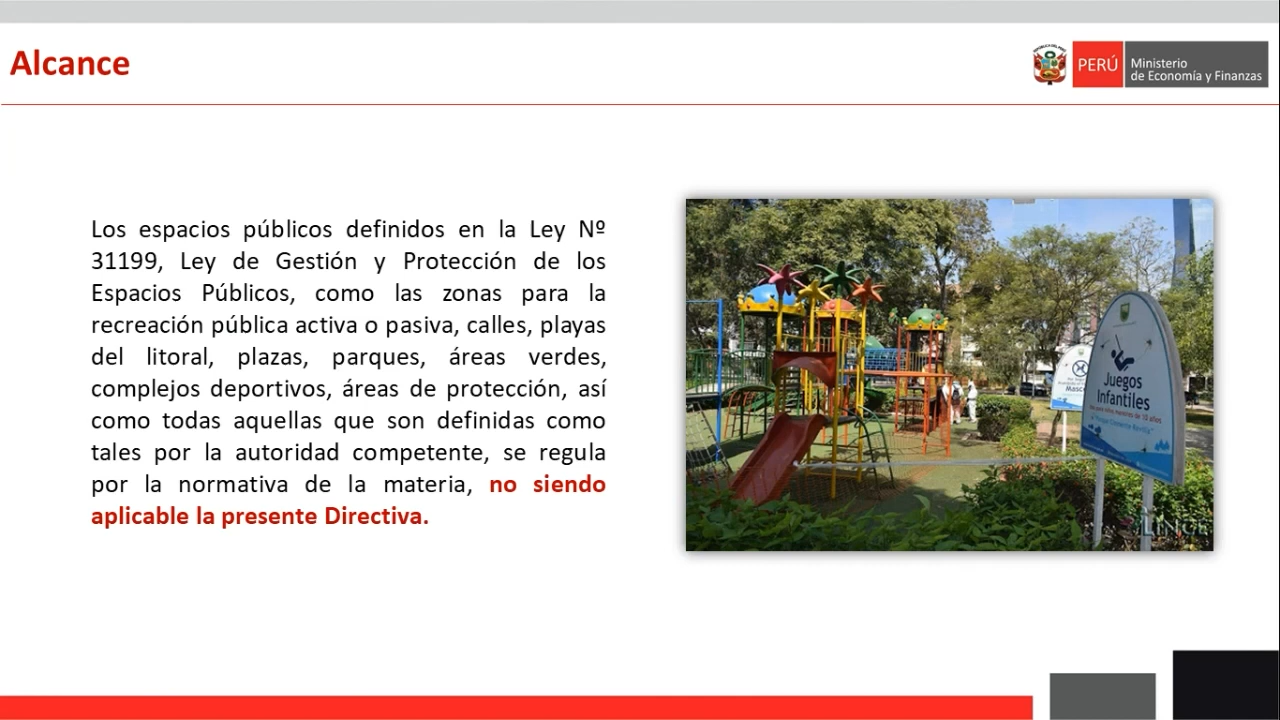 Alcance
PERÚ
Ministerio
de Economía y Finanzas
Los espacios públicos definidos en la Ley Nº
31199, Ley de Gestión y Protección de los
Espacios Públicos, como las zonas para la
recreación pública activa o pasiva, calles, playas
del litoral, plazas, parques, áreas verdes,
complejos deportivos, áreas de protección, así
como todas aquellas que son definidas como
tales por la autoridad competente, se regula
por la normativa de la materia, no siendo
aplicable la presente Directiva.
Juegos
Infantiles
LINCE